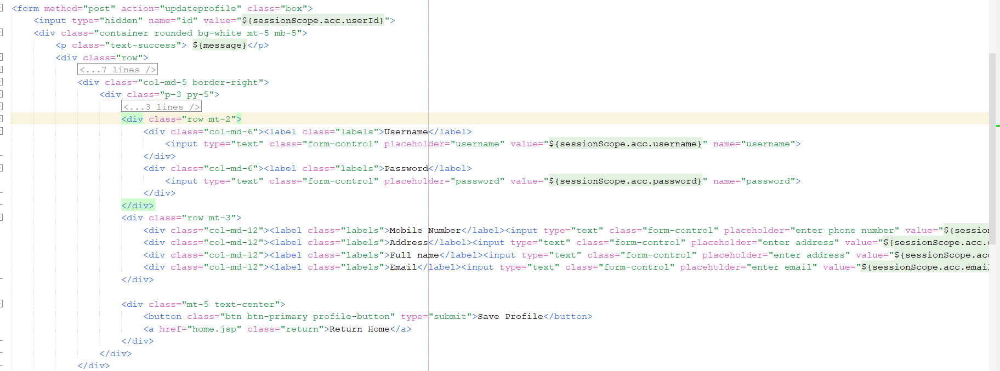 <form method="post" action="updateprofile" class="box">
<input type="hidden" name="id" value="${sessionScope.acc.userId}">
<div class="container rounded bg-white mt-5 mb-5">
<p class="text-success"> ${message}</p>
<div class="row">
<...7 lines />
<div class="col-md-5 border-right">
<div class="p-3 py-5">
<...3 lines />
<div class="row mt-2">
<div class="col-md-6"><label class="labels">Username</label>
<input type="text" class="form-control" placeholder="username" value="${sessionScope.acc.username}" name="username">
</div>
<div class="col-md-6"><label class="labels">Password</label>
<input type="text" class="form-control" placeholder="password" value="${sessionScope.acc.password}" name="password">
</div>
</div>
<div class="row mt-3">
<div class="col-md-12"><label class="labels">Mobile Number</label><input type="text" class="form-control" placeholder="enter phone number" value="${session
<div class="col-md-12"><label class="labels">Address</label><input type="text" class="form-control" placeholder="enter address" value="${sessionScope.acc.
<div class="col-md-12"><label class="labels">Full name</label><input type="text" class="form-control" placeholder="enter address" value="${sessionScope.acc
<div class="col-md-12"><label class="labels">Email</label><input type="text" class="form-control" placeholder="enter email" value="${sessionScope.acc.email
</div>
<div class="mt-5 text-center">
<button class="btn btn-primary profile-button" type="submit">Save Profile</button>
<a href="home.jsp" class="return">Return Home</a>
</div>
</div>
</div>